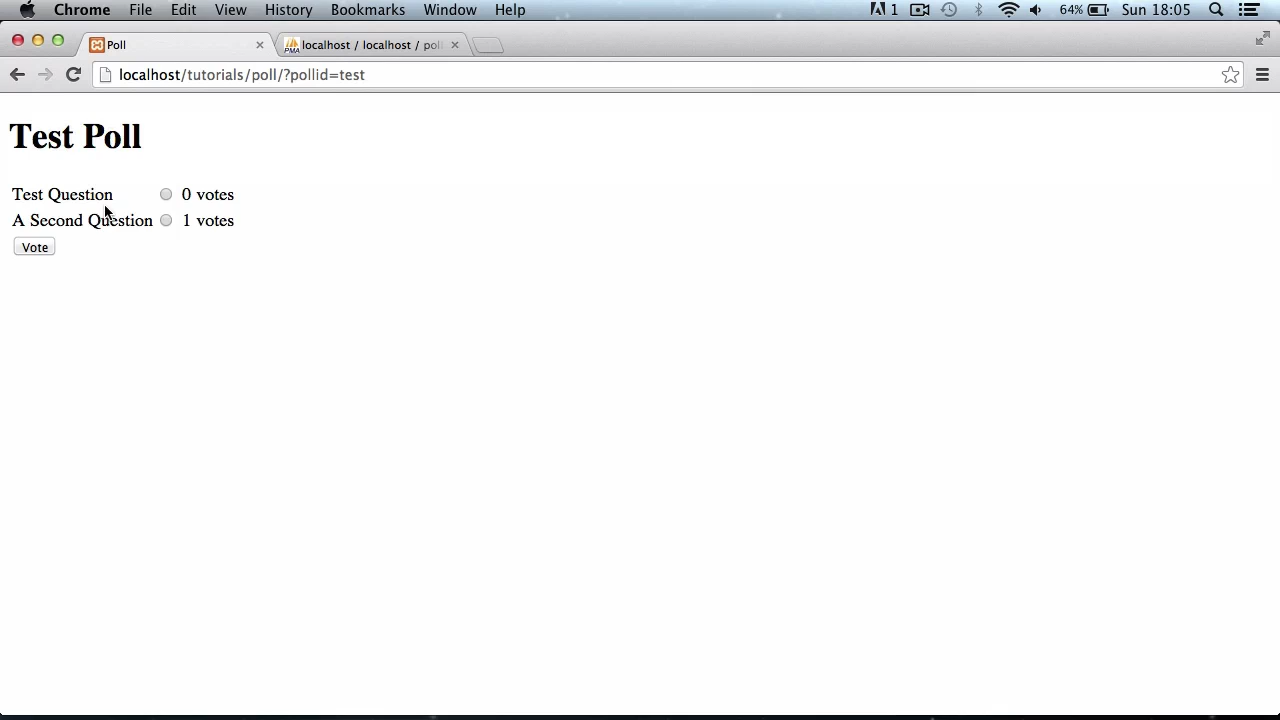 Chrome File Edit View History Bookmarks Window Help 1 64% Sun 18:05
Poll localhost / localhost / poll
localhost/tutorials/poll/?pollid=test
Test Poll
Test Question 0 votes
A Second Question 1 votes
Vote